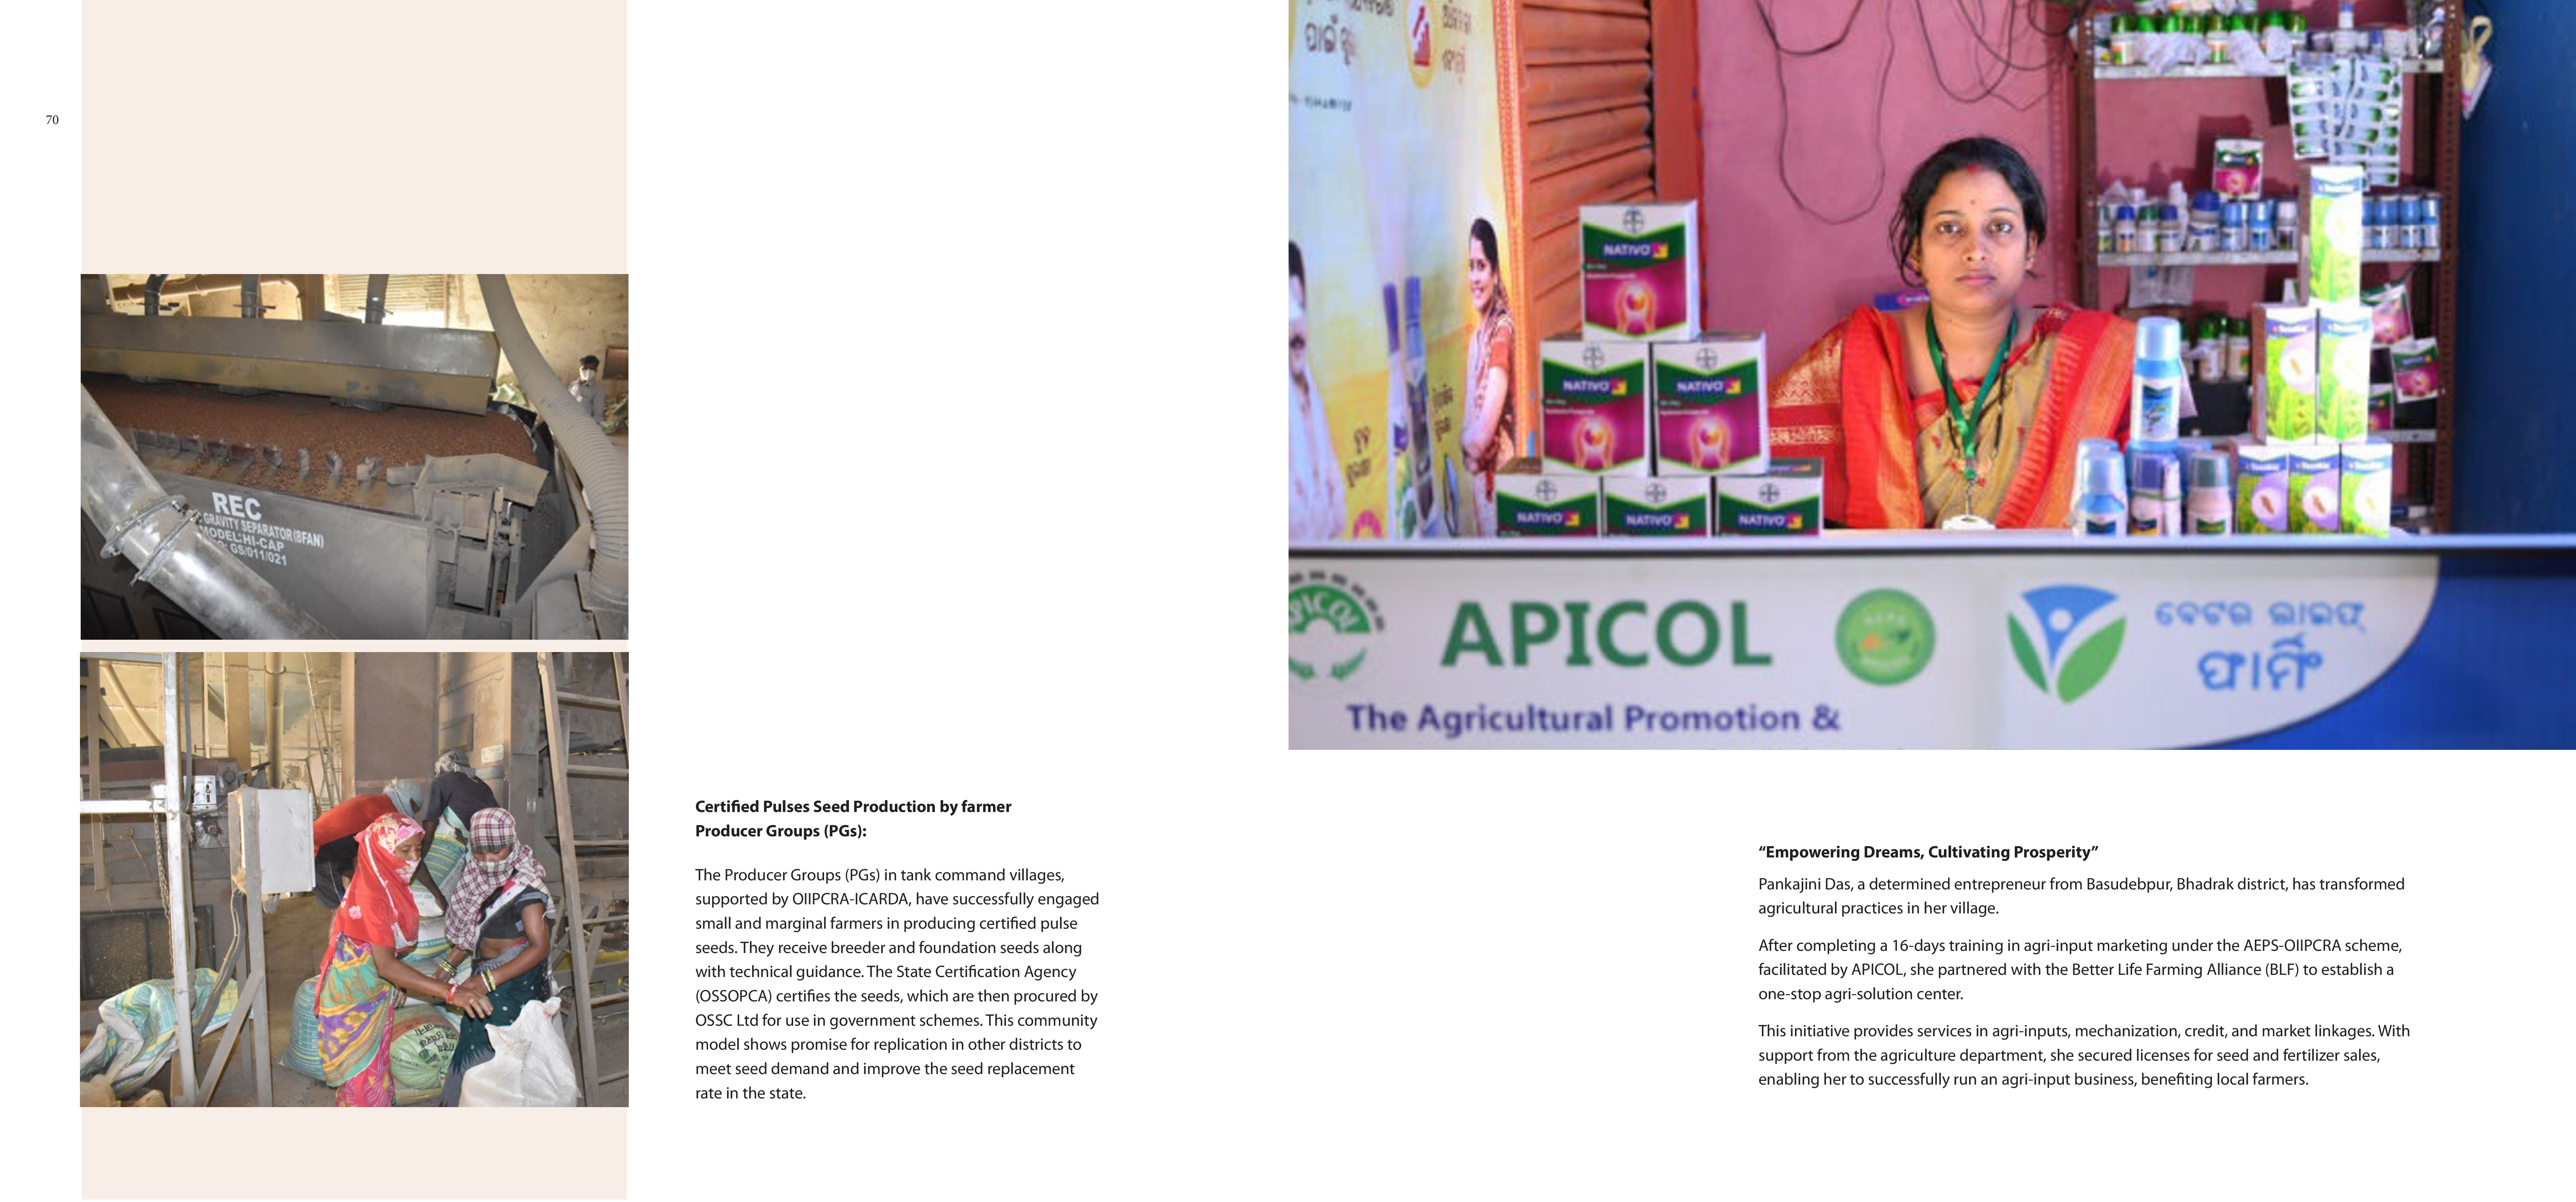 70
REC
GRAVITY SEPARATOR(8FAN)
MODEL:HI-CAP
GS/011/021
Certified Pulses Seed Production by farmer
Producer Groups (PGs):
The Producer Groups (PGs) in tank command villages,
supported by OIIPCRA-ICARDA, have successfully engaged
small and marginal farmers in producing certified pulse
seeds. They receive breeder and foundation seeds along
with technical guidance. The State Certification Agency
(OSSOPCA) certifies the seeds, which are then procured by
OSSC Ltd for use in government schemes. This community
model shows promise for replication in other districts to
meet seed demand and improve the seed replacement
rate in the state.
ପାଇଁ
NATIVO
NATIVO
NATIVO
NATIVO
NATIVO
NATIVO
APICOL
ବେଟର ଲାଇଫ୍
ଫାର୍ମିଂ
The Agricultural Promotion &
“Empowering Dreams, Cultivating Prosperity”
Pankajini Das, a determined entrepreneur from Basudebpur, Bhadrak district, has transformed
agricultural practices in her village.
After completing a 16-days training in agri-input marketing under the AEPS-OIIPCRA scheme,
facilitated by APICOL, she partnered with the Better Life Farming Alliance (BLF) to establish a
one-stop agri-solution center.
This initiative provides services in agri-inputs, mechanization, credit, and market linkages. With
support from the agriculture department, she secured licenses for seed and fertilizer sales,
enabling her to successfully run an agri-input business, benefiting local farmers.